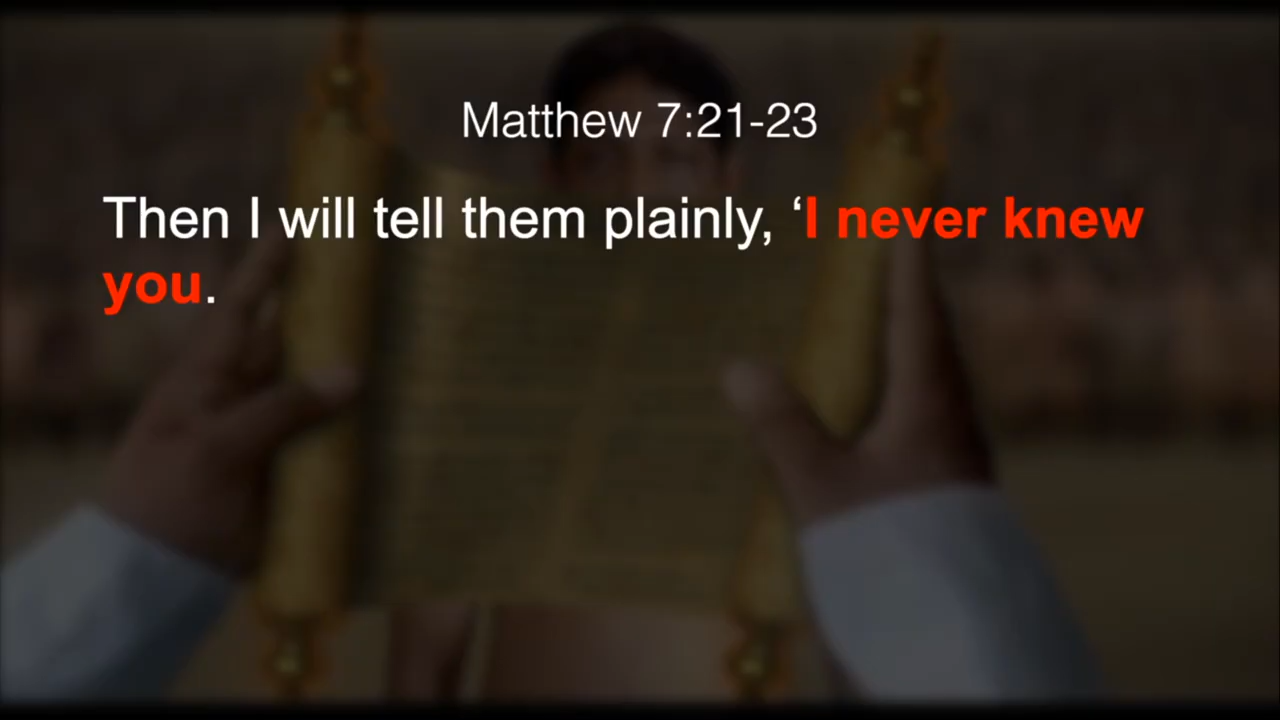 Matthew 7:21-23
Then I will tell them plainly, ‘I never knew
you.